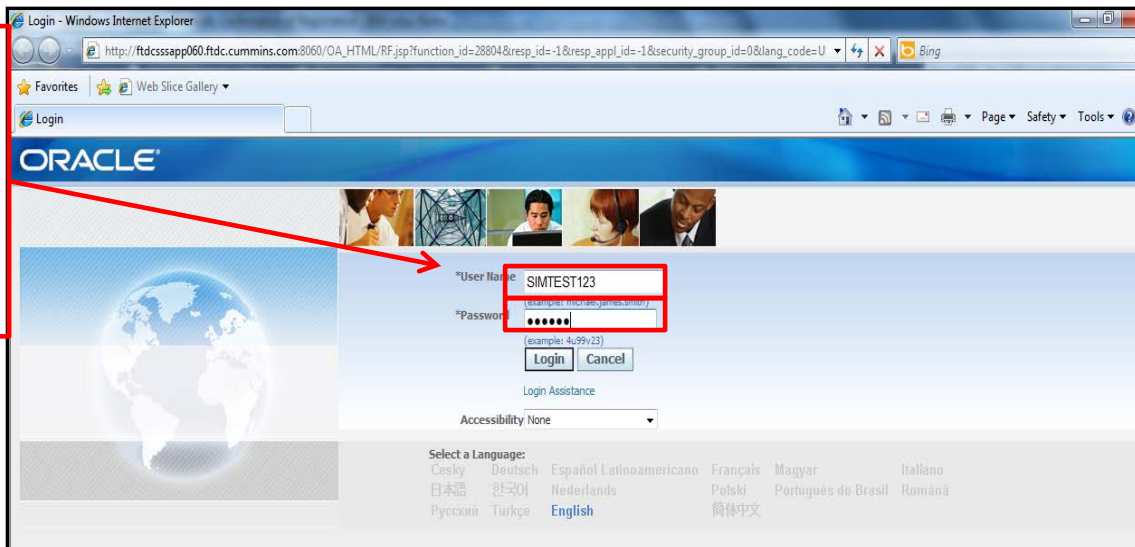 Login - Windows Internet Explorer
http://ftdcsssapp060.ftdc.cummins.com:8060/OA_HTML/RF.jsp?function_id=28804&resp_id=-1&resp_appl_id=-1&security_group_id=0&lang_code=U
Bing
Favorites Web Slice Gallery
Login Page Safety Tools
ORACLE
*User Name SIMTEST123
(example: michael.james.smith)
*Password ••••••
(example: 4u99v23)
Login Cancel
Login Assistance
Accessibility None
Select a Language:
Česky Deutsch Español Latinoamericano Français Magyar Italiano
日本語 한국어 Nederlands Polski Português do Brasil Română
Русский Türkçe English 简体中文